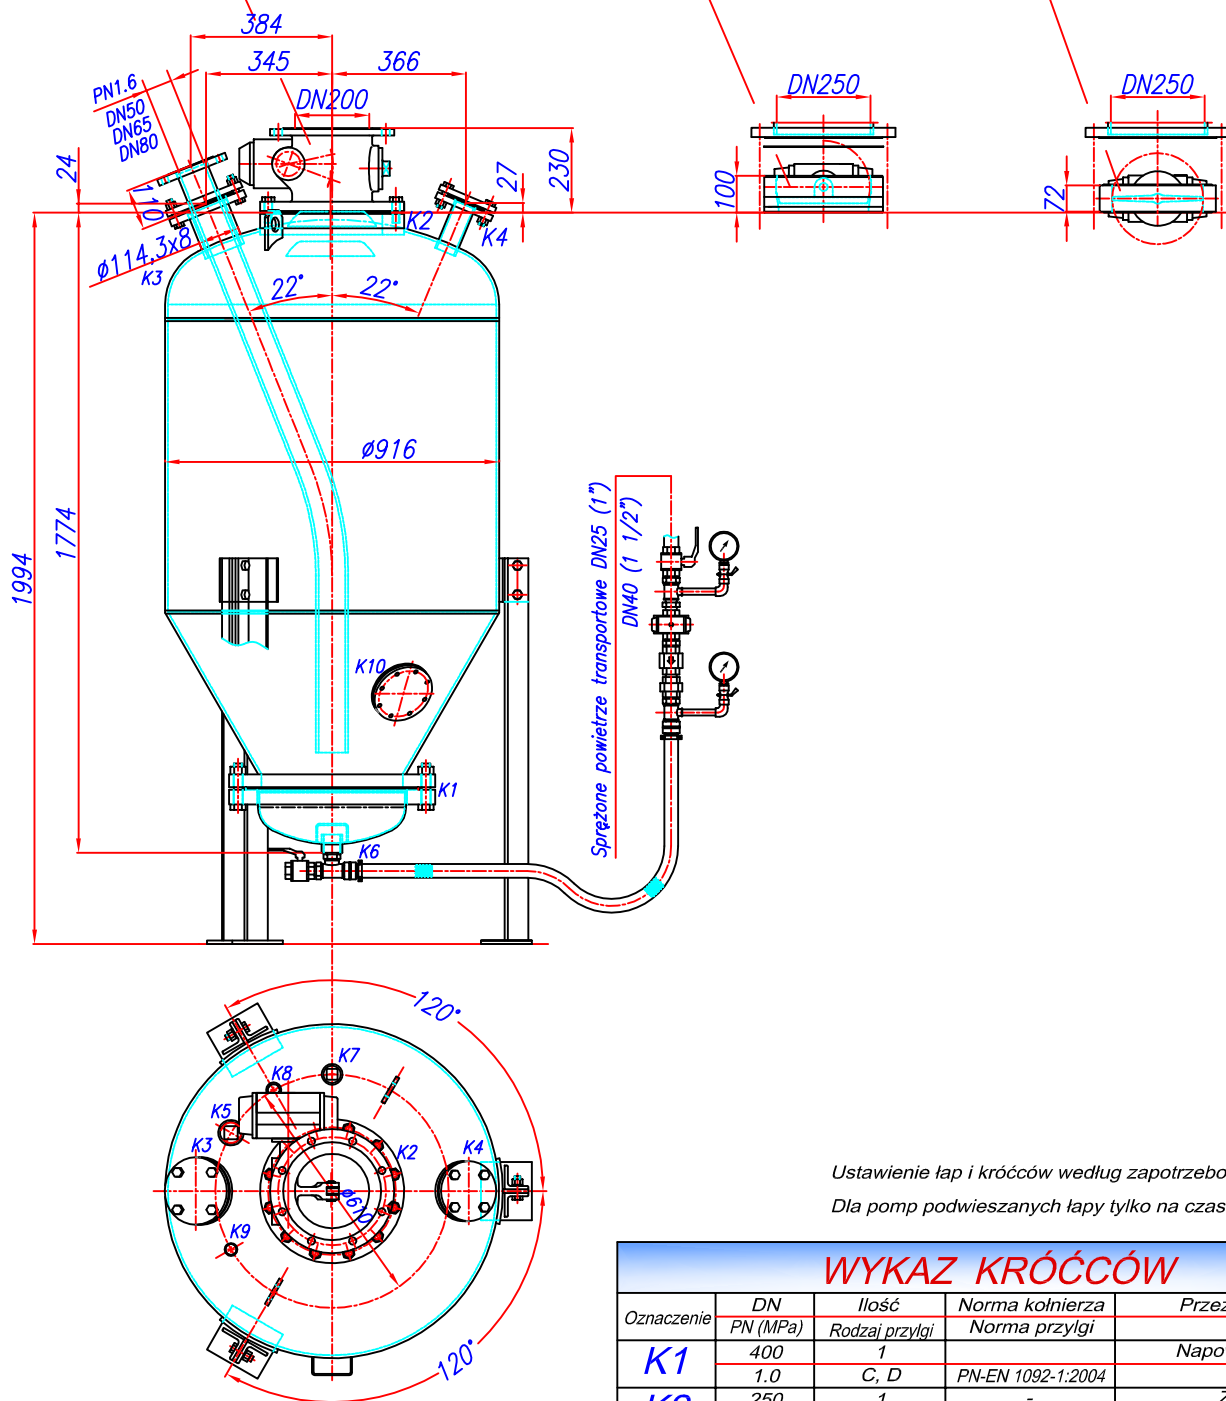 384
345
366
DN200
PN1.6
DN50
DN65
DN80
24
110
27
230
DN250
100
DN250
72
K2
K4
ø114,3x8
K3
22°
22°
ø916
1774
1994
Sprężone powietrze transportowe DN25 (1")
DN40 (1 1/2")
K10
K1
K6
120°
K7
K8
K5
K3
K2
K4
ø610
K9
120°
Ustawienie łap i króćców według zapotrzebo
Dla pomp podwieszanych łapy tylko na czas
WYKAZ KRÓĆCÓW
Oznaczenie DN Ilość Norma kołnierza Przez
PN (MPa) Rodzaj przylgi Norma przylgi
K1 400 1 Napo
1.0 C, D PN-EN 1092-1:2004
K2 250 1 -